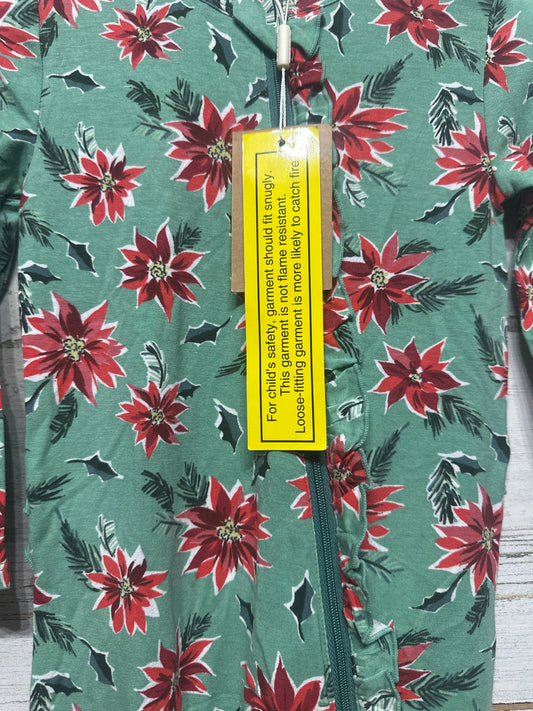 For child's safety, garment should fit snugly.
This garment is not flame resistant.
Loose-fitting garment is more likely to catch fire